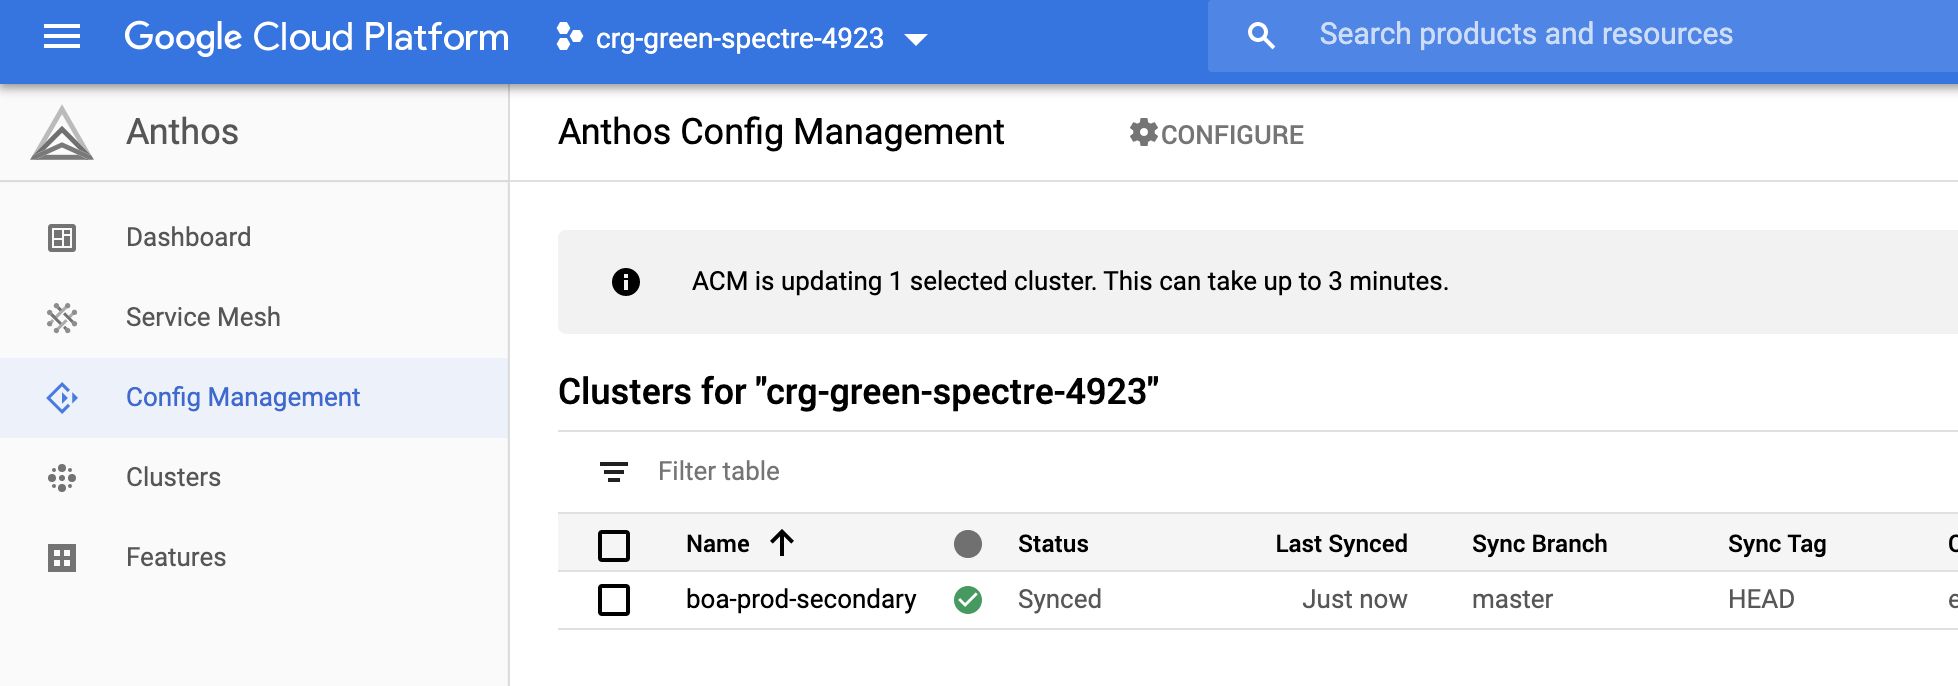 Google Cloud Platform crg-green-spectre-4923 Search products and resources
Anthos
Anthos Config Management CONFIGURE
Dashboard
Service Mesh
Config Management
Clusters
Features
ACM is updating 1 selected cluster. This can take up to 3 minutes.
Clusters for "crg-green-spectre-4923"
Filter table
Name Status Last Synced Sync Branch Sync Tag
boa-prod-secondary Synced Just now master HEAD